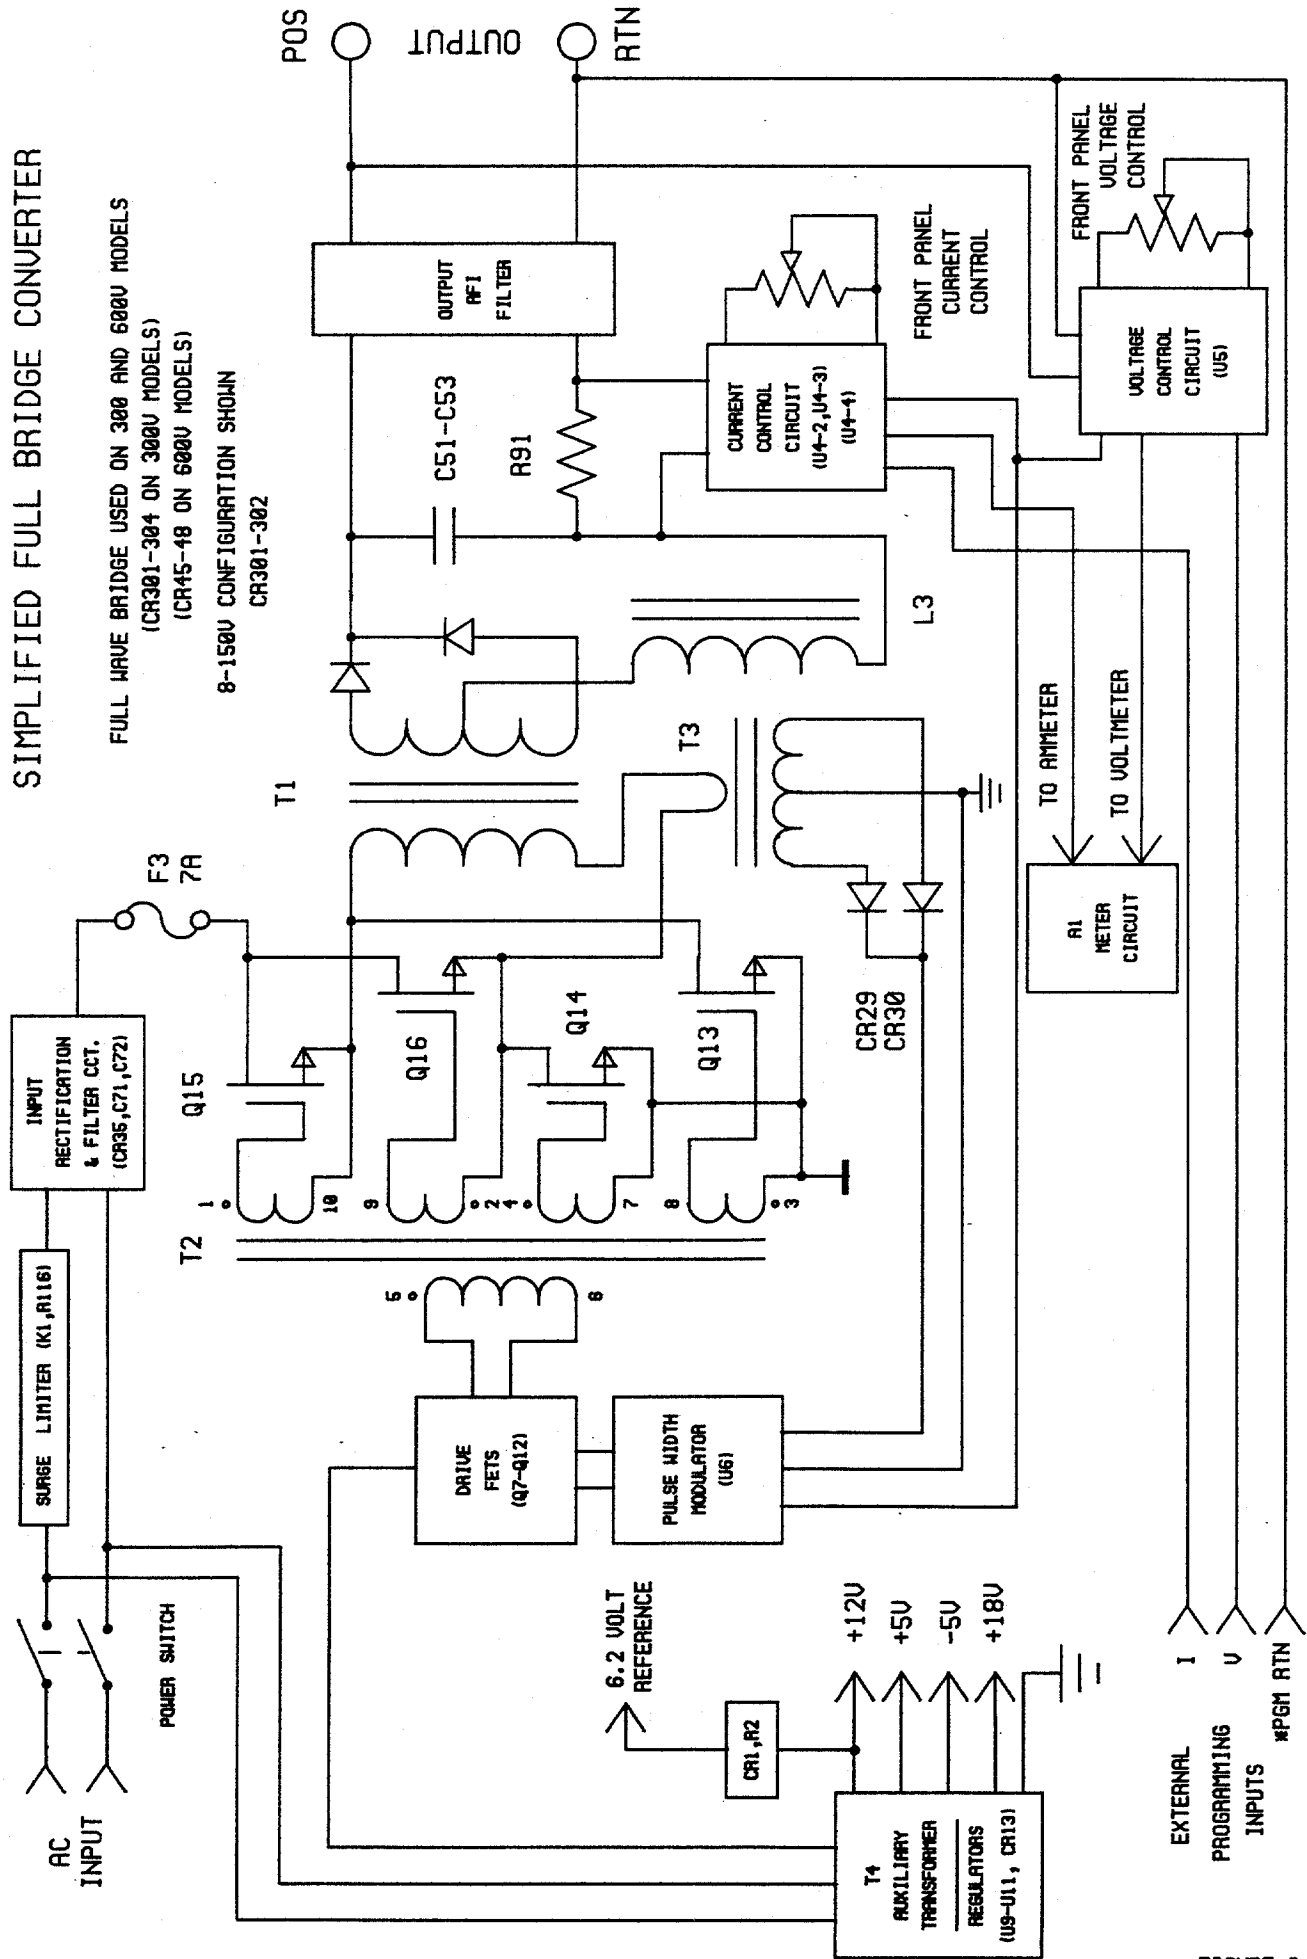 SIMPLIFIED FULL BRIDGE CONVERTER
FULL WAVE BRIDGE USED ON 300 AND 600V MODELS
(CR301-304 ON 300V MODELS)
(CR45-48 ON 600V MODELS)
8-150V CONFIGURATION SHOWN
CR301-302
AC
INPUT
POWER SWITCH
SURGE LIMITER (K1,R116)
INPUT
RECTIFICATION
& FILTER CCT.
(CR35,C71,C72)
F3
7A
T1
POS
OUTPUT
RTN
OUTPUT
RFI
FILTER
C51-C53
R91
L3
T3
T2
Q15
Q16
Q14
Q13
1
10
9
2
4
7
8
3
5
6
DRIVE
FETS
(Q7-Q12)
PULSE WIDTH
MODULATOR
(U6)
CR29
CR30
CURRENT
CONTROL
CIRCUIT
(U4-2,U4-3)
(U4-4)
FRONT PANEL
CURRENT
CONTROL
FRONT PANEL
VOLTAGE
CONTROL
VOLTAGE
CONTROL
CIRCUIT
(U5)
TO AMMETER
TO VOLTMETER
A1
METER
CIRCUIT
6.2 VOLT
REFERENCE
CR1,R2
+12V
+5V
-5V
+18V
T4
AUXILIARY
TRANSFORMER
REGULATORS
(U9-U11, CR13)
EXTERNAL
PROGRAMMING
INPUTS
I
V
*PGM RTN